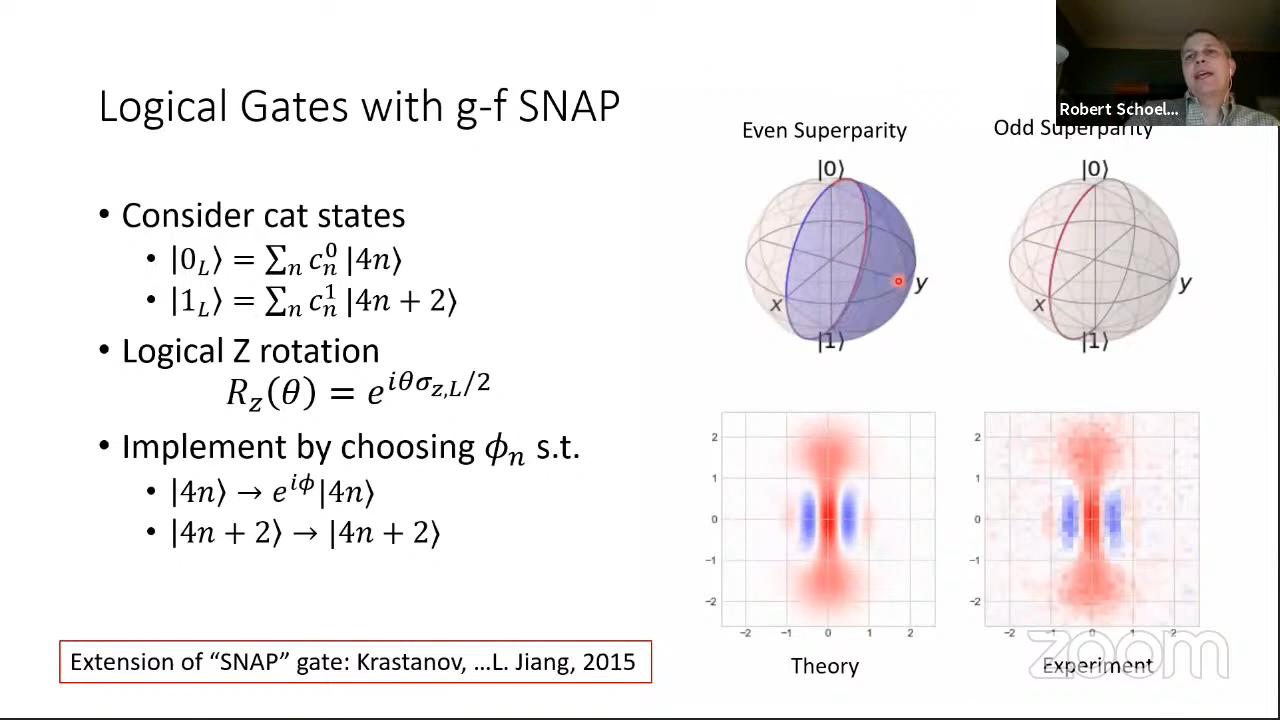 Logical Gates with g-f SNAP
• Consider cat states
• |0_L⟩ = ∑_n c_n^0 |4n⟩
• |1_L⟩ = ∑_n c_n^1 |4n + 2⟩
• Logical Z rotation
R_z(θ) = e^{iθσ_{z,L}/2}
• Implement by choosing ϕ_n s.t.
• |4n⟩ → e^{iϕ}|4n⟩
• |4n + 2⟩ → |4n + 2⟩
Extension of “SNAP” gate: Krastanov, …L. Jiang, 2015
Robert Schoel...
Even Superparity
Odd Superparity
|0⟩
x
y
|1⟩
|0⟩
x
y
|1⟩
2
1
0
−1
−2
−2 −1 0 1 2
Theory
2
1
0
−1
−2
−2 −1 0 1 2
Experiment
zoom